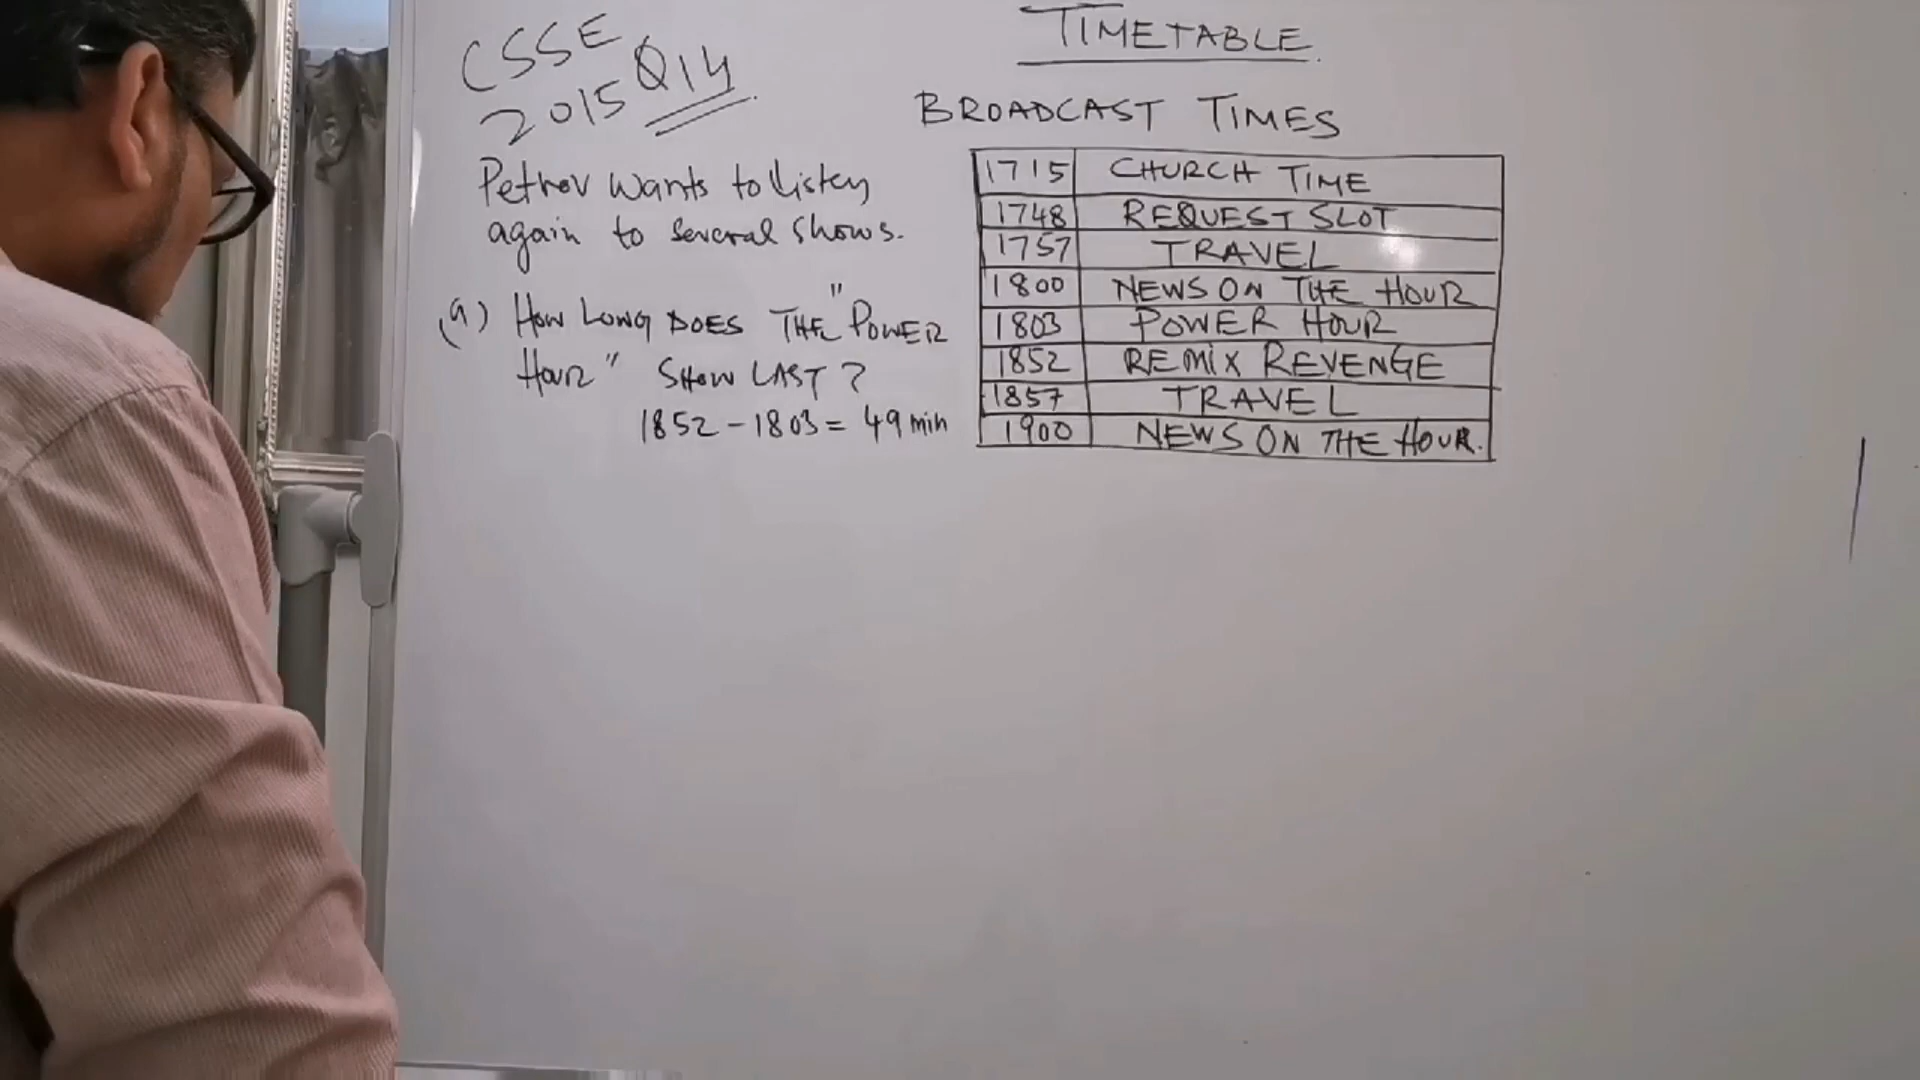 CSSE
2015 Q14
Petrov wants to listen
again to several shows.
(a) HOW LONG DOES THE "POWER
HOUR" SHOW LAST?
1852 - 1803 = 49 min
TIMETABLE
BROADCAST TIMES
1715 CHURCH TIME
1748 REQUEST SLOT
1757 TRAVEL
1800 NEWS ON THE HOUR
1803 POWER HOUR
1852 REMIX REVENGE
1857 TRAVEL
1900 NEWS ON THE HOUR.